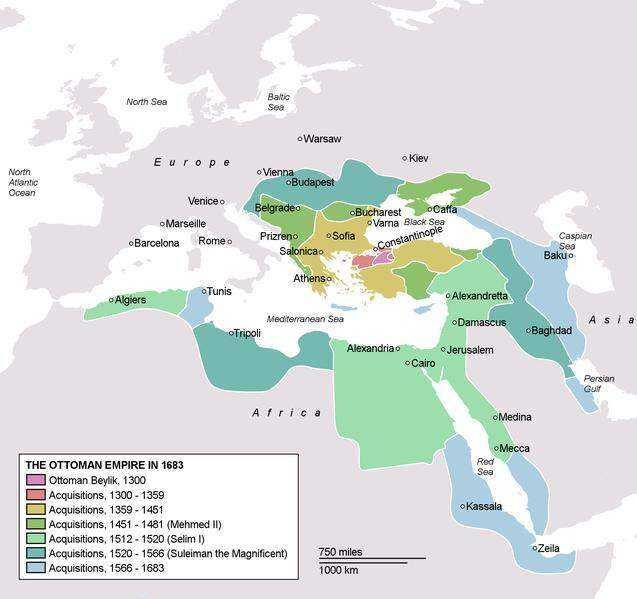 North Sea
Baltic
Sea
Warsaw
Europe
Kiev
North
Atlantic
Ocean
Vienna
Budapest
Venice
Belgrade
Bucharest
Caffa
Marseille
Varna
Black Sea
Barcelona
Rome
Prizren
Sofia
Constantinople
Caspian
Sea
Salonica
Baku
Athens
Algiers
Tunis
Alexandretta
Mediterranean Sea
Asia
Tripoli
Damascus
Baghdad
Alexandria
Jerusalem
Cairo
Persian
Gulf
Africa
Medina
Mecca
Red
Sea
Kassala
Zeila
THE OTTOMAN EMPIRE IN 1683
Ottoman Beylik, 1300
Acquisitions, 1300 - 1359
Acquisitions, 1359 - 1451
Acquisitions, 1451 - 1481 (Mehmed II)
Acquisitions, 1512 - 1520 (Selim I)
Acquisitions, 1520 - 1566 (Suleiman the Magnificent)
Acquisitions, 1566 - 1683
750 miles
1000 km